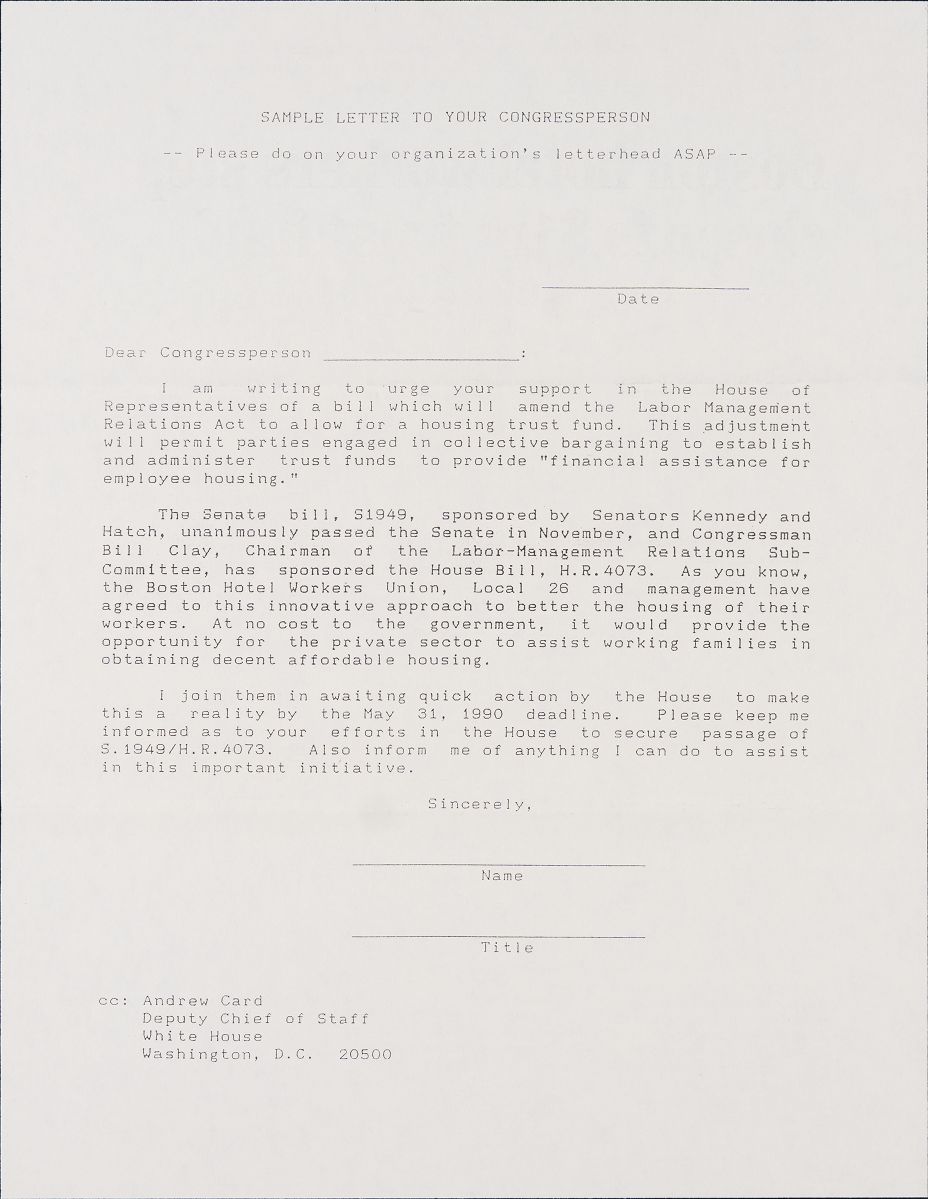 SAMPLE LETTER TO YOUR CONGRESSPERSON
-- Please do on your organization's letterhead ASAP --
Date
Dear Congressperson ____________________:
I am writing to urge your support in the House of
Representatives of a bill which will amend the Labor Management
Relations Act to allow for a housing trust fund. This adjustment
will permit parties engaged in collective bargaining to establish
and administer trust funds to provide "financial assistance for
employee housing."
The Senate bill, S1949, sponsored by Senators Kennedy and
Hatch, unanimously passed the Senate in November, and Congressman
Bill Clay, Chairman of the Labor-Management Relations Sub-
Committee, has sponsored the House Bill, H.R.4073. As you know,
the Boston Hotel Workers Union, Local 26 and management have
agreed to this innovative approach to better the housing of their
workers. At no cost to the government, it would provide the
opportunity for the private sector to assist working families in
obtaining decent affordable housing.
I join them in awaiting quick action by the House to make
this a reality by the May 31, 1990 deadline. Please keep me
informed as to your efforts in the House to secure passage of
S.1949/H.R.4073. Also inform me of anything I can do to assist
in this important initiative.
Sincerely,
Name
Title
cc: Andrew Card
Deputy Chief of Staff
White House
Washington, D.C. 20500